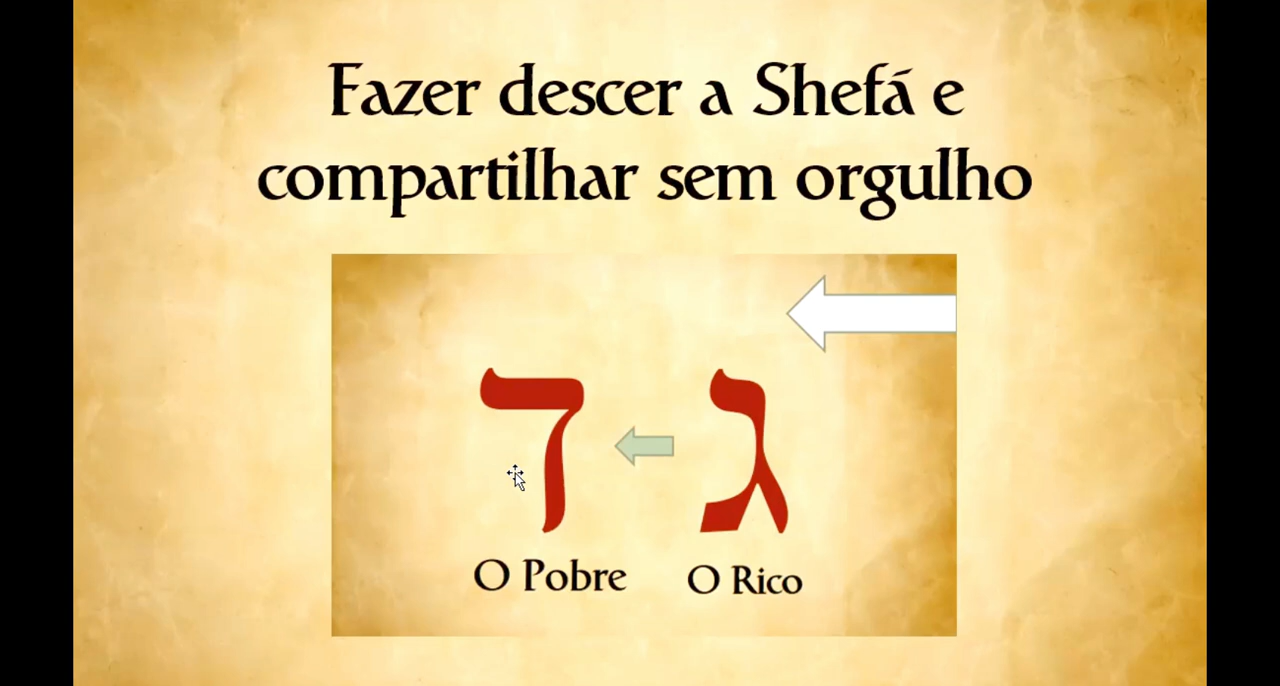 Fazer descer a Shefá e
compartilhar sem orgulho
ד ג
O Pobre O Rico